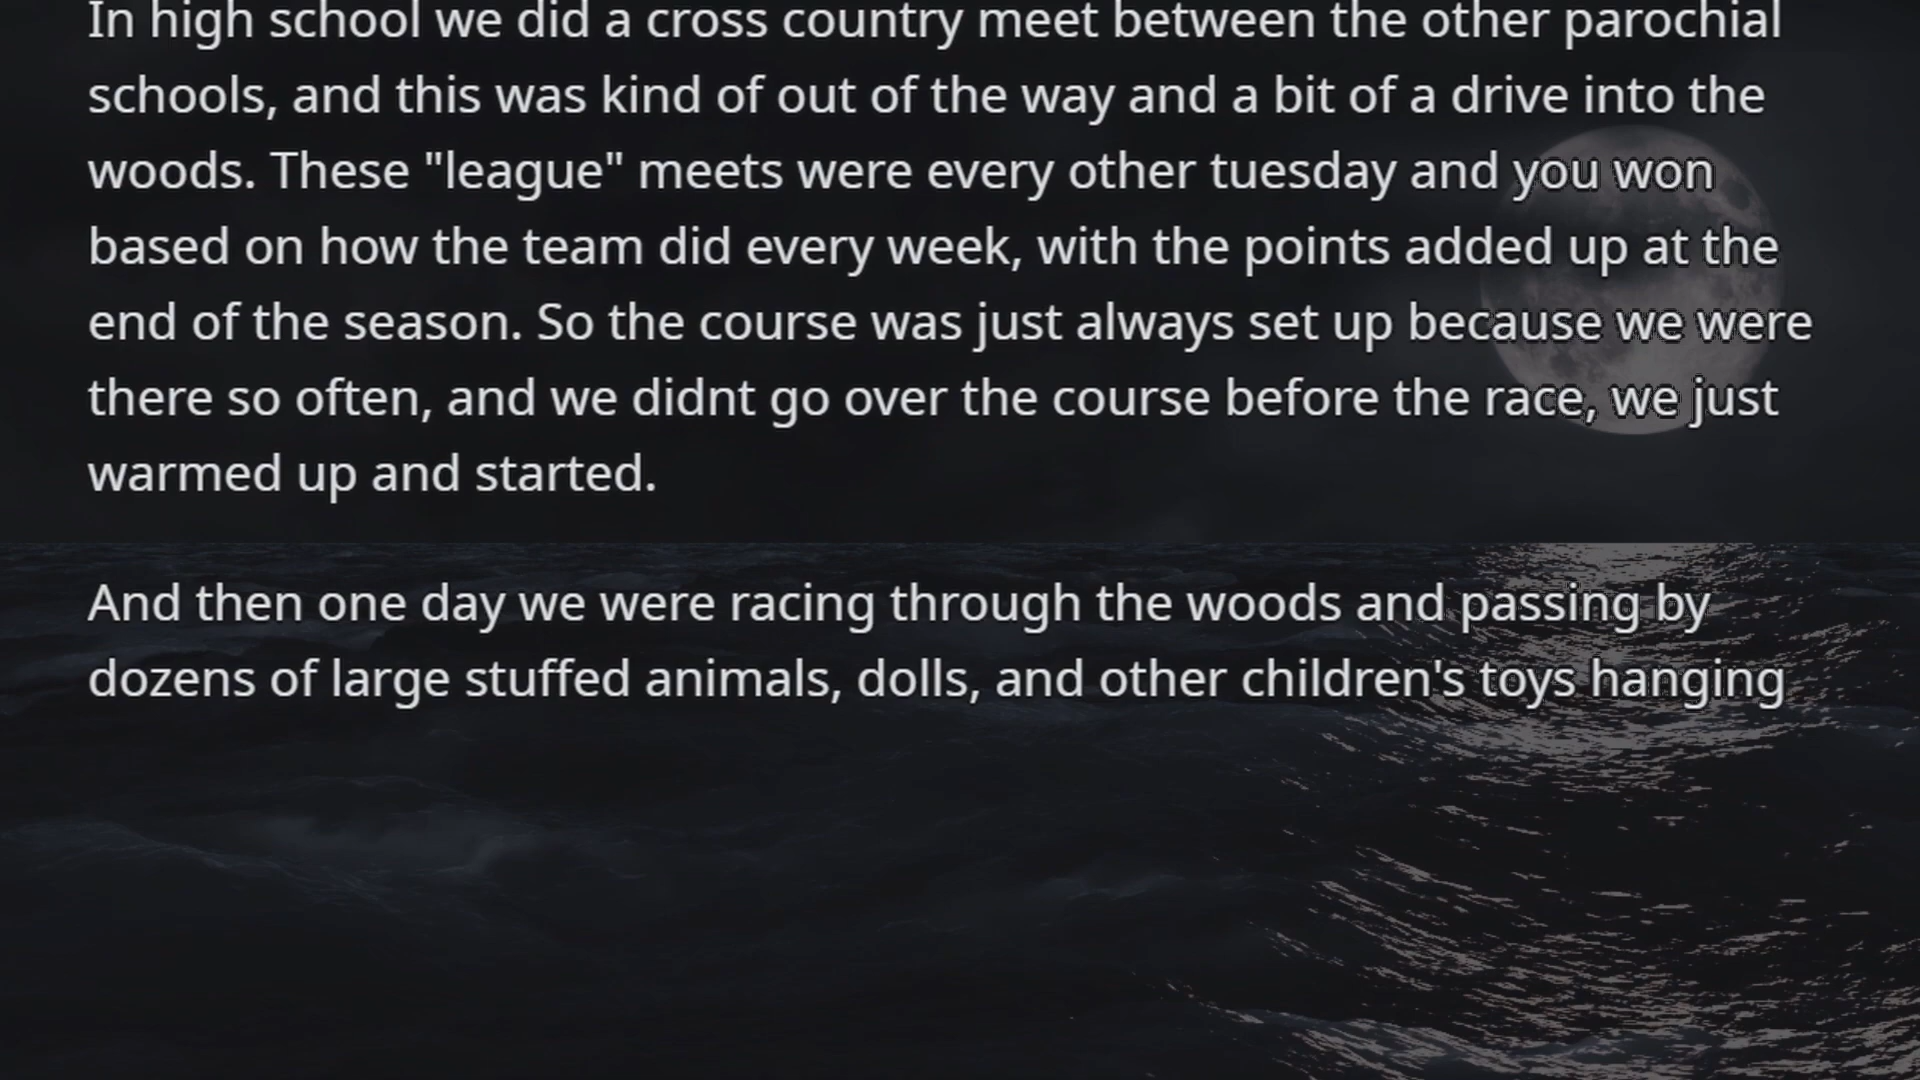 In high school we did a cross country meet between the other parochial
schools, and this was kind of out of the way and a bit of a drive into the
woods. These "league" meets were every other tuesday and you won
based on how the team did every week, with the points added up at the
end of the season. So the course was just always set up because we were
there so often, and we didnt go over the course before the race, we just
warmed up and started.
And then one day we were racing through the woods and passing by
dozens of large stuffed animals, dolls, and other children's toys hanging